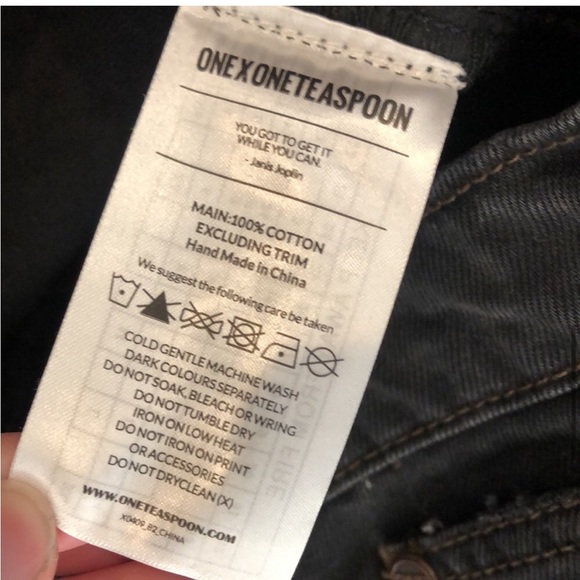 ONEXONETEASPOON
YOU GOT TO GET IT
WHILE YOU CAN.
- Janis Joplin
MAIN:100% COTTON
EXCLUDING TRIM
Hand Made in China
We suggest the following care be taken
COLD GENTLE MACHINE WASH
DARK COLOURS SEPARATELY
DO NOT SOAK, BLEACH OR WRING
DO NOT TUMBLE DRY
IRON ON LOW HEAT
DO NOT IRON ON PRINT
OR ACCESSORIES
DO NOT DRYCLEAN (X)
WWW.ONETEASPOON.COM
X0409_B2_CHINA